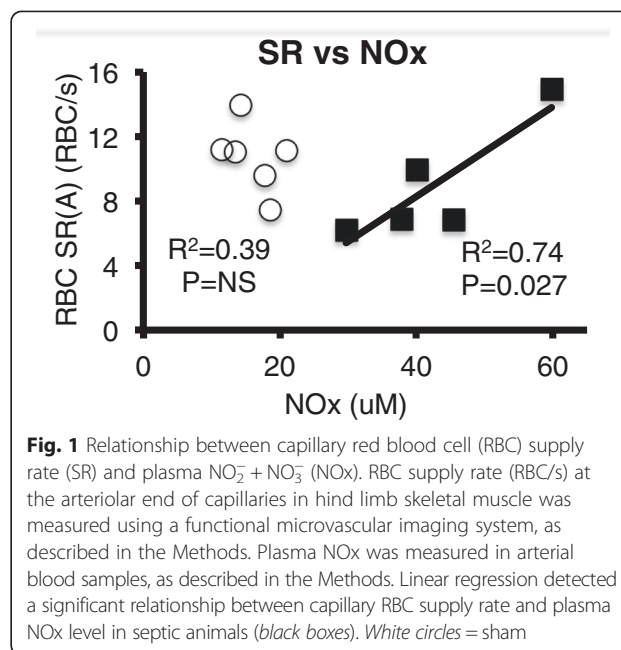 SR vs NOx
16
12
8
4
0
RBC SR(A) (RBC/s)
R²=0.39
P=NS
R²=0.74
P=0.027
0 20 40 60
NOx (uM)
Fig. 1 Relationship between capillary red blood cell (RBC) supply
rate (SR) and plasma NO₂⁻ + NO₃⁻ (NOx). RBC supply rate (RBC/s) at
the arteriolar end of capillaries in hind limb skeletal muscle was
measured using a functional microvascular imaging system, as
described in the Methods. Plasma NOx was measured in arterial
blood samples, as described in the Methods. Linear regression detected
a significant relationship between capillary RBC supply rate and plasma
NOx level in septic animals (black boxes). White circles = sham